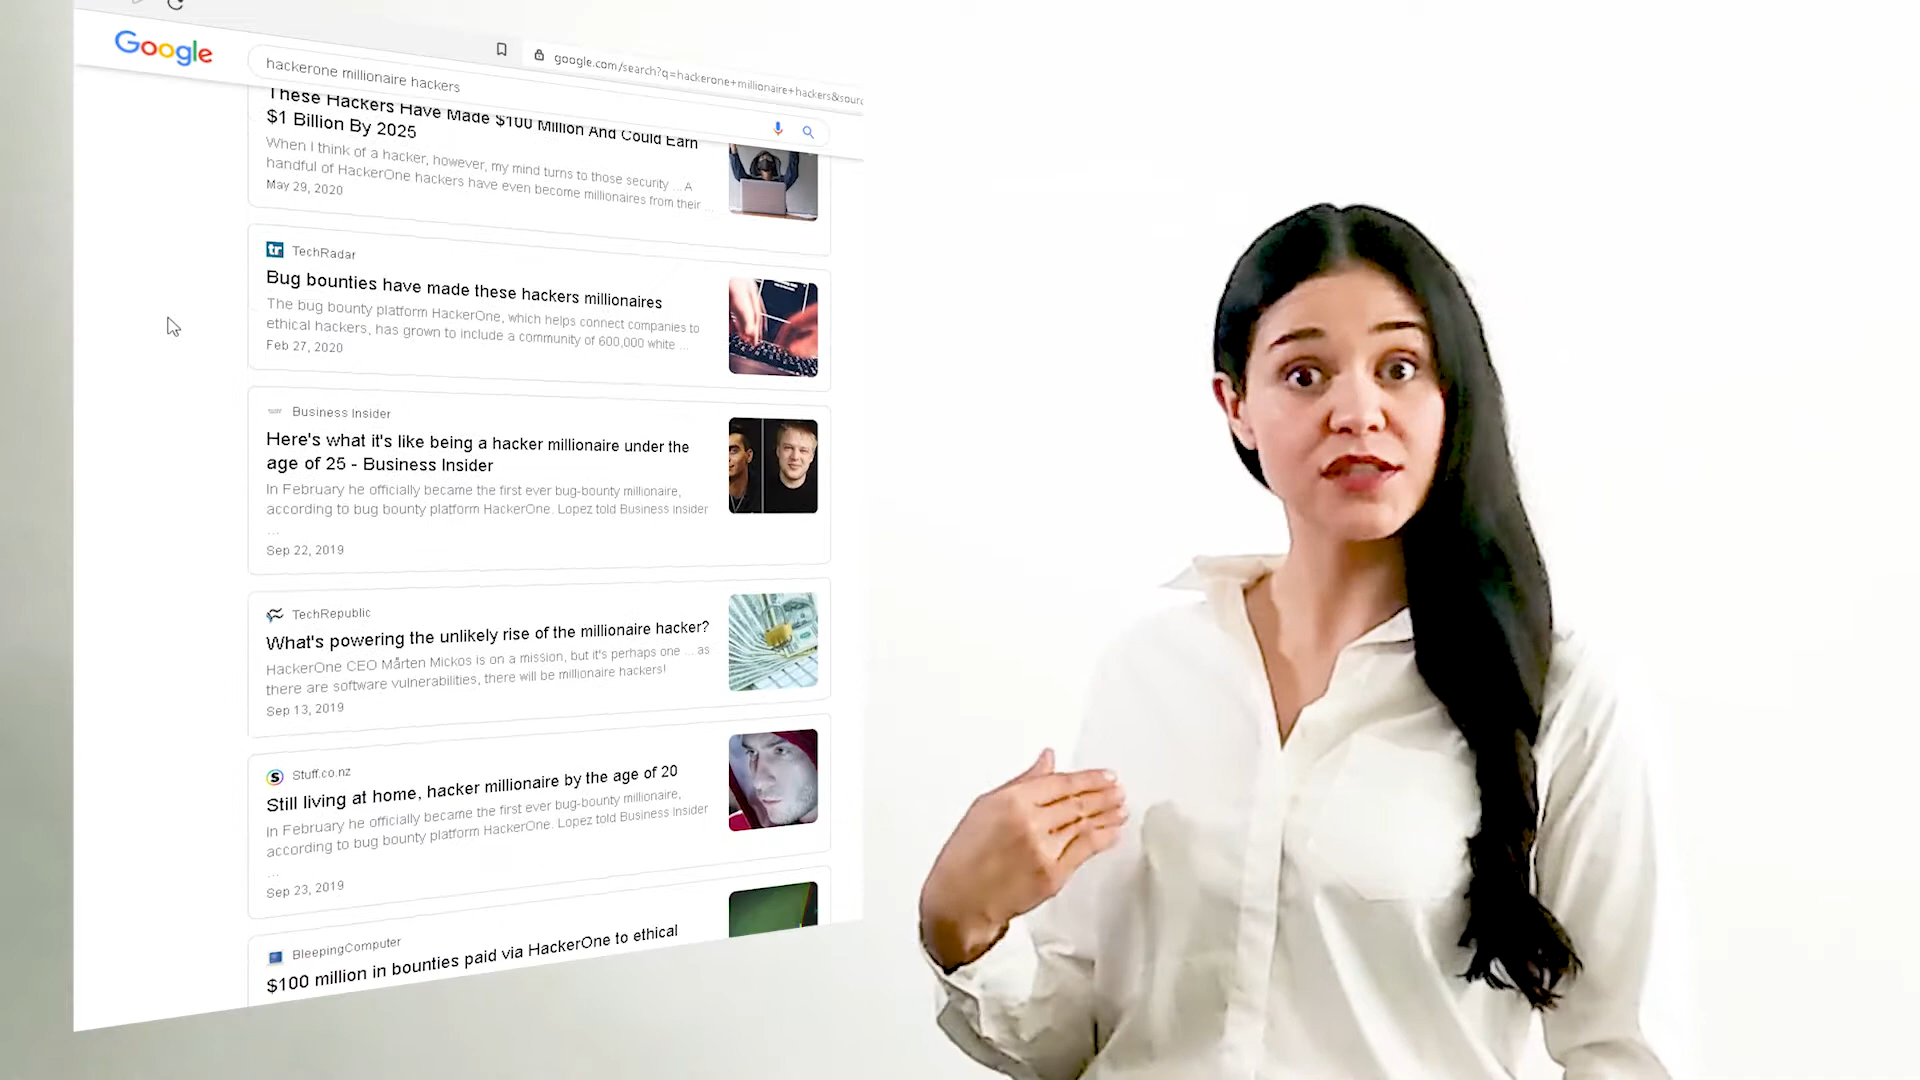 Google
google.com/search?q=hackerone+millionaire+hackers&sourc
hackerone millionaire hackers
These Hackers Have Made $100 Million And Could Earn
$1 Billion By 2025
When I think of a hacker, however, my mind turns to those security ... A
handful of HackerOne hackers have even become millionaires from their ...
May 29, 2020
tr TechRadar
Bug bounties have made these hackers millionaires
The bug bounty platform HackerOne, which helps connect companies to
ethical hackers, has grown to include a community of 600,000 white ...
Feb 27, 2020
Business Insider
Here's what it's like being a hacker millionaire under the
age of 25 - Business Insider
In February he officially became the first ever bug-bounty millionaire,
according to bug bounty platform HackerOne. Lopez told Business Insider
...
Sep 22, 2019
TechRepublic
What's powering the unlikely rise of the millionaire hacker?
HackerOne CEO Mårten Mickos is on a mission, but it's perhaps one ... as
there are software vulnerabilities, there will be millionaire hackers!
Sep 13, 2019
S Stuff.co.nz
Still living at home, hacker millionaire by the age of 20
In February he officially became the first ever bug-bounty millionaire,
according to bug bounty platform HackerOne. Lopez told Business Insider
...
Sep 23, 2019
BleepingComputer
$100 million in bounties paid via HackerOne to ethical